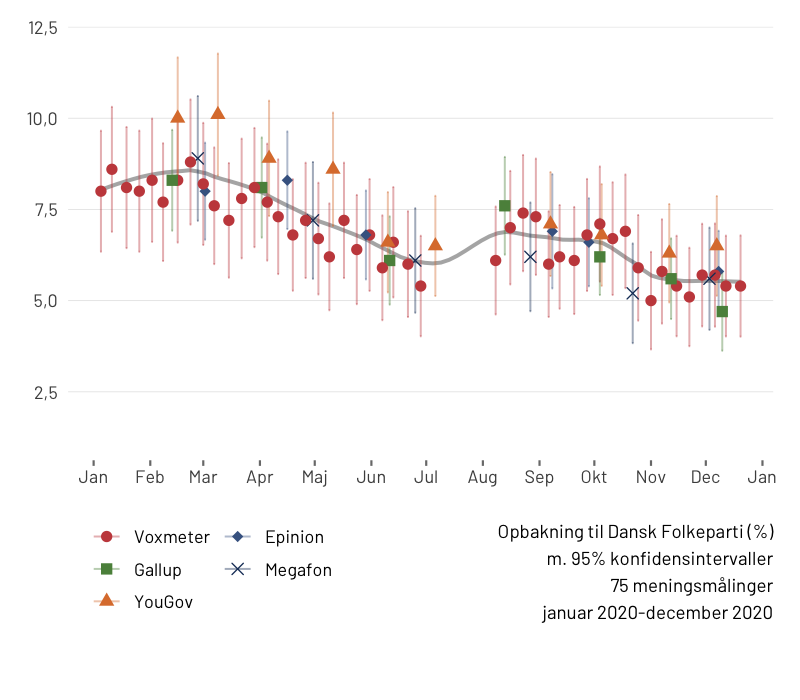 12,5
10,0
7,5
5,0
2,5
Jan Feb Mar Apr Maj Jun Jul Aug Sep Okt Nov Dec Jan
Voxmeter Epinion
Gallup Megafon
YouGov
Opbakning til Dansk Folkeparti (%)
m. 95% konfidensintervaller
75 meningsmålinger
januar 2020-december 2020